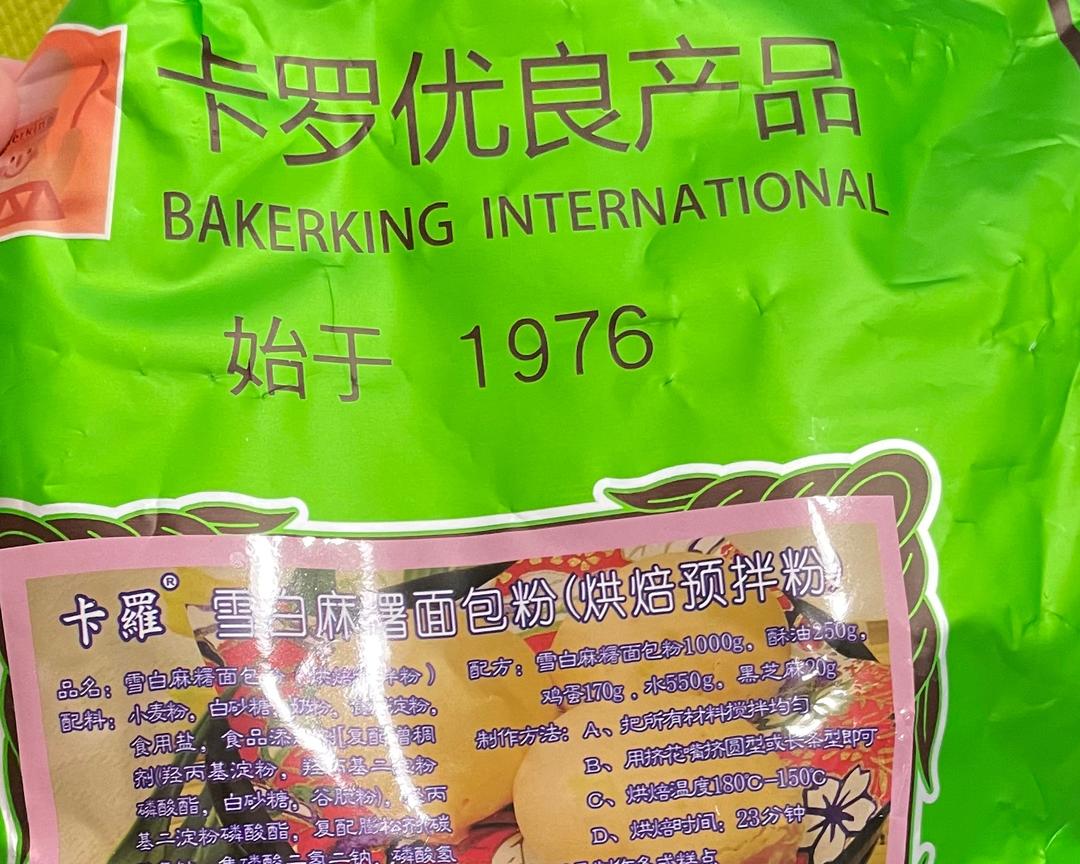 卡罗优良产品
BAKERKING INTERNATIONAL
始于 1976
卡羅® 雪白麻糬面包粉(烘焙预拌粉)
品名：雪白麻糬面包
配料：小麦粉，白砂糖
食用盐，食品添
剂(羟丙基淀粉，
磷酸酯，白砂糖，谷朊粉)，
基二淀粉磷酸酯，复配膨松剂(碳
配方：雪白麻糬面包粉1000g，酥油250g，
鸡蛋170g，水550g。黑芝麻20g
制作方法：A、把所有材料搅拌均匀
B、用挤花嘴挤圆型或长条型即可
C、烘焙温度180℃-150℃
D、烘焙时间：23分钟